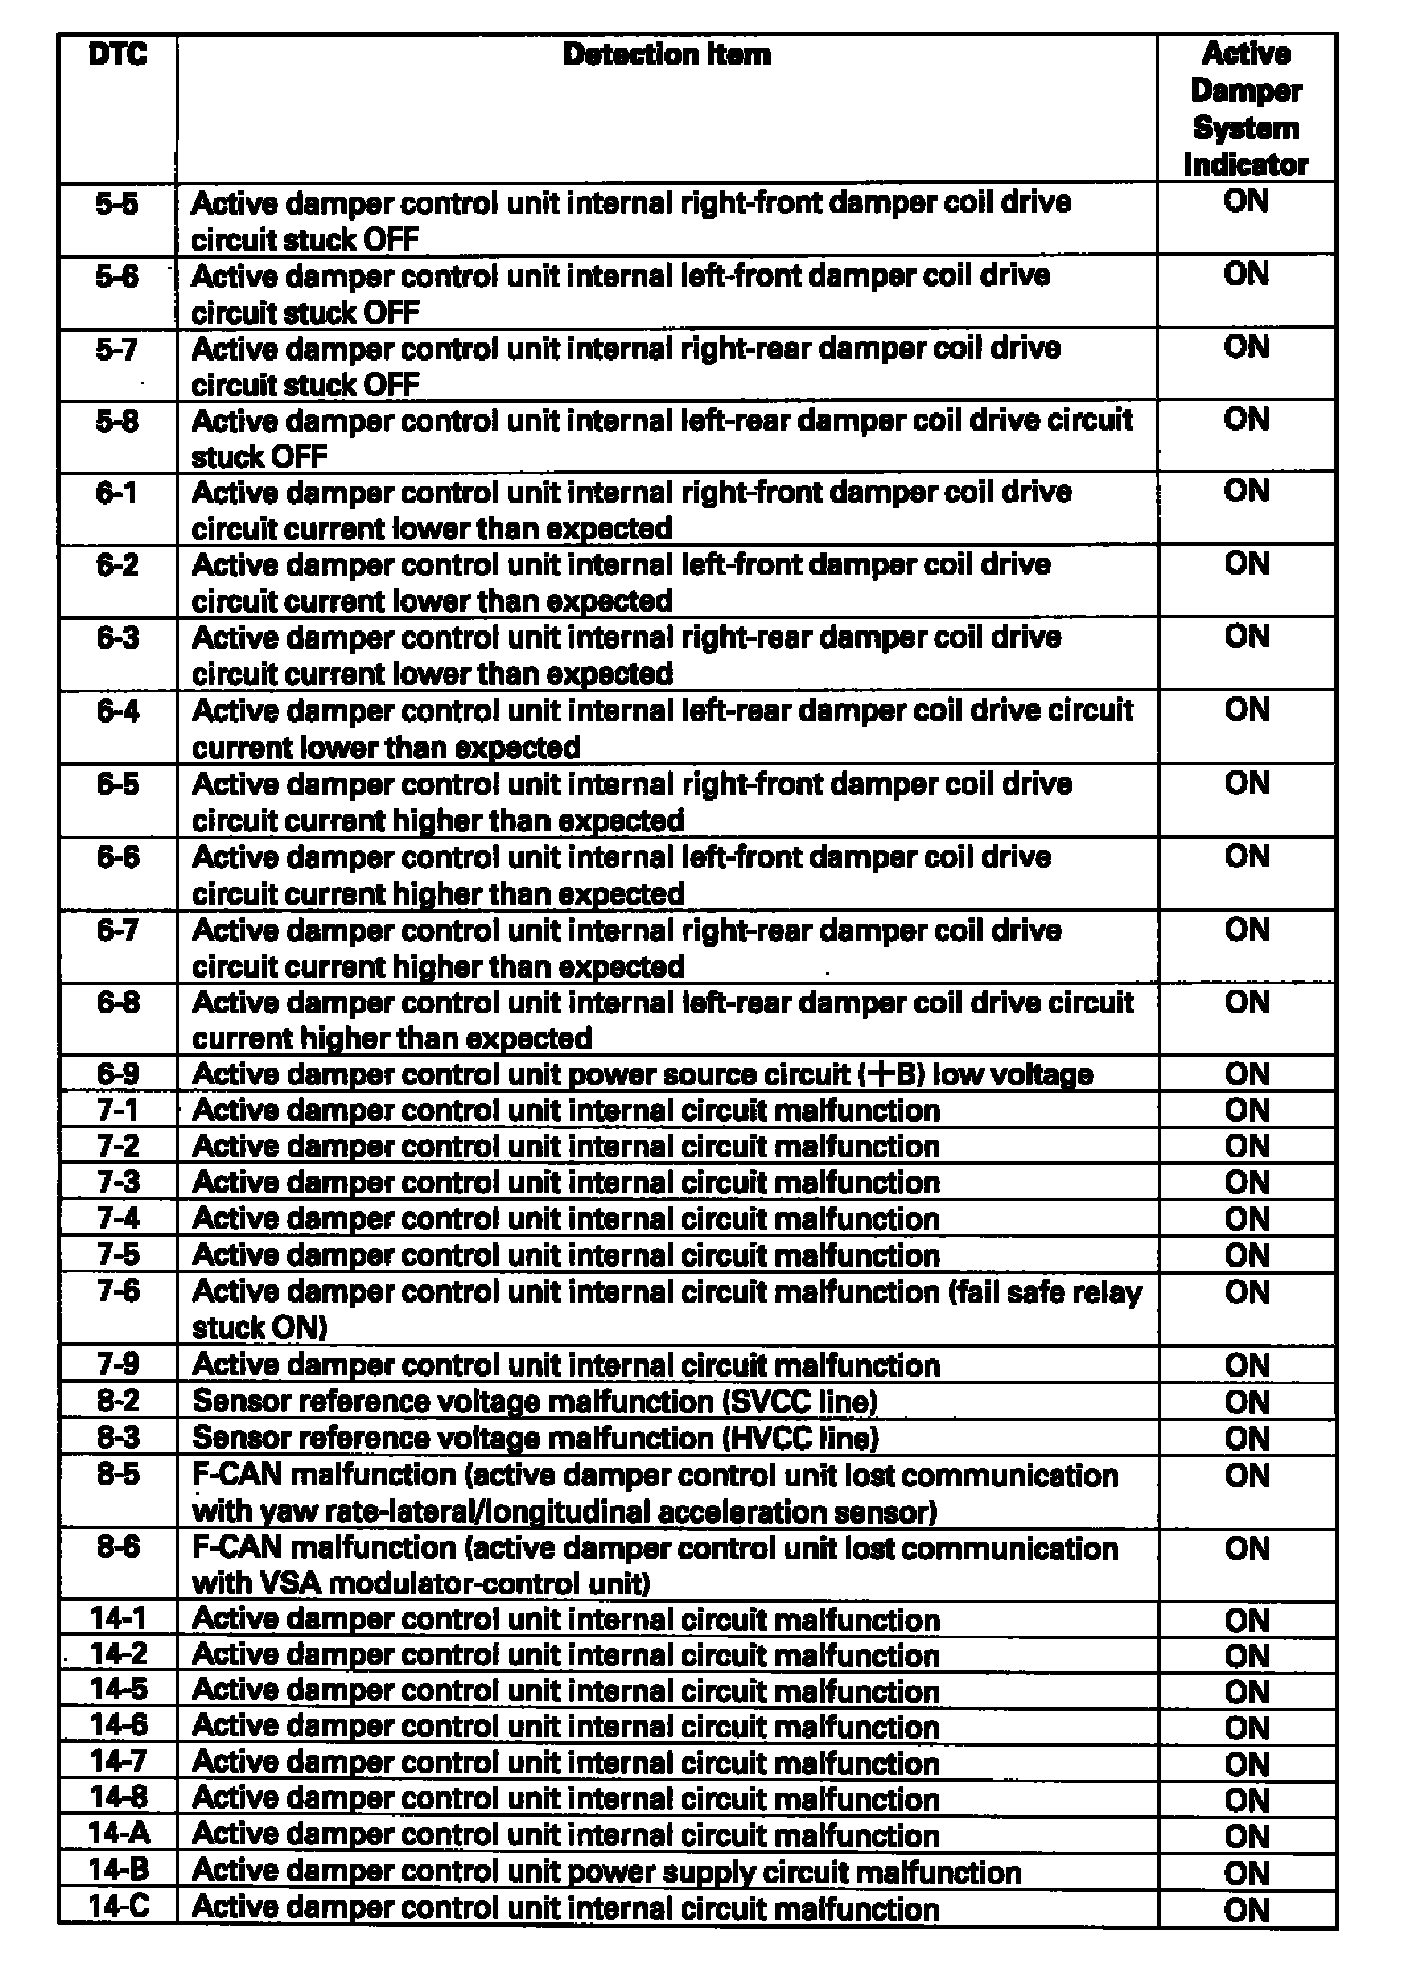 DTC Detection Item Active
Damper
System
Indicator
5-5 Active damper control unit internal right-front damper coil drive ON
circuit stuck OFF
5-6 Active damper control unit internal left-front damper coil drive ON
circuit stuck OFF
5-7 Active damper control unit internal right-rear damper coil drive ON
circuit stuck OFF
5-8 Active damper control unit internal left-rear damper coil drive circuit ON
stuck OFF
6-1 Active damper control unit internal right-front damper coil drive ON
circuit current lower than expected
6-2 Active damper control unit internal left-front damper coil drive ON
circuit current lower than expected
6-3 Active damper control unit internal right-rear damper coil drive ON
circuit current lower than expected
6-4 Active damper control unit internal left-rear damper coil drive circuit ON
current lower than expected
6-5 Active damper control unit internal right-front damper coil drive ON
circuit current higher than expected
6-6 Active damper control unit internal left-front damper coil drive ON
circuit current higher than expected
6-7 Active damper control unit internal right-rear damper coil drive ON
circuit current higher than expected
6-8 Active damper control unit internal left-rear damper coil drive circuit ON
current higher than expected
6-9 Active damper control unit power source circuit (+B) low voltage ON
7-1 Active damper control unit internal circuit malfunction ON
7-2 Active damper control unit internal circuit malfunction ON
7-3 Active damper control unit internal circuit malfunction ON
7-4 Active damper control unit internal circuit malfunction ON
7-5 Active damper control unit internal circuit malfunction ON
7-6 Active damper control unit internal circuit malfunction (fail safe relay ON
stuck ON)
7-9 Active damper control unit internal circuit malfunction ON
8-2 Sensor reference voltage malfunction (SVCC line) ON
8-3 Sensor reference voltage malfunction (HVCC line) ON
8-5 F-CAN malfunction (active damper control unit lost communication ON
with yaw rate-lateral/longitudinal acceleration sensor)
8-6 F-CAN malfunction (active damper control unit lost communication ON
with VSA modulator-control unit)
14-1 Active damper control unit internal circuit malfunction ON
14-2 Active damper control unit internal circuit malfunction ON
14-5 Active damper control unit internal circuit malfunction ON
14-6 Active damper control unit internal circuit malfunction ON
14-7 Active damper control unit internal circuit malfunction ON
14-8 Active damper control unit internal circuit malfunction ON
14-A Active damper control unit internal circuit malfunction ON
14-B Active damper control unit power supply circuit malfunction ON
14-C Active damper control unit internal circuit malfunction ON